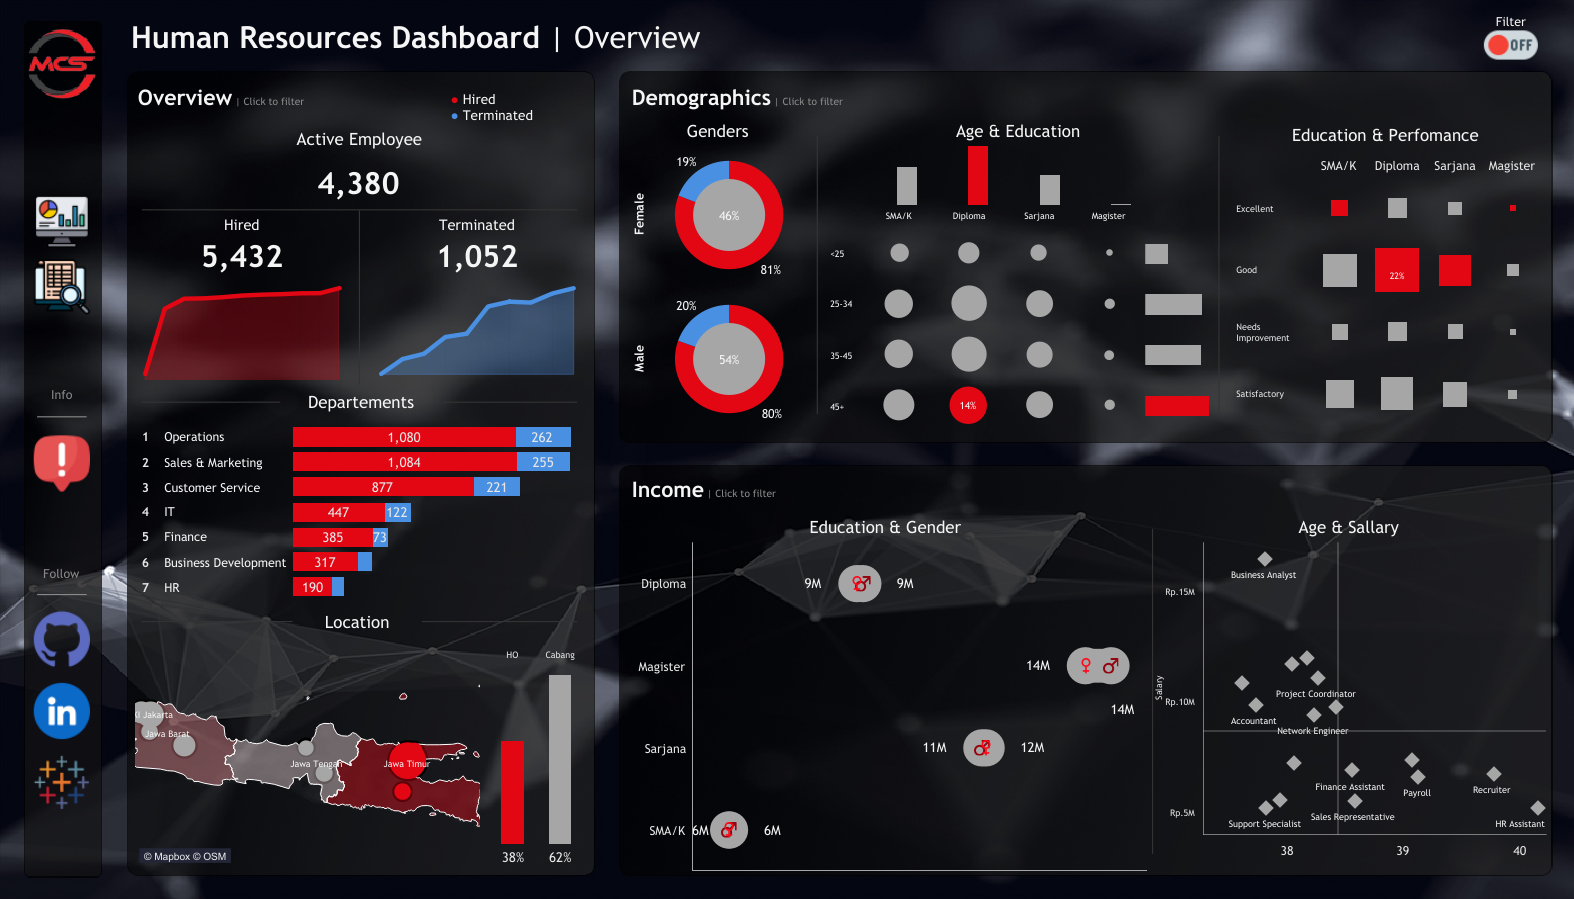 Human Resources Dashboard | Overview
Filter
OFF
MCS
Info
Follow
in
Overview | Click to filter
Hired
Terminated
Active Employee
4,380
Hired
5,432
Terminated
1,052
Departements
1 Operations 1,080 262
2 Sales & Marketing 1,084 255
3 Customer Service 877 221
4 IT 447 122
5 Finance 385 73
6 Business Development 317
7 HR 190
Location
HO Cabang
KI Jakarta
Jawa Barat
Jawa Tengah
Jawa Timur
38% 62%
© Mapbox © OSM
Demographics | Click to filter
Genders
Female
19%
46%
81%
Male
20%
54%
80%
Age & Education
SMA/K Diploma Sarjana Magister
<25
25-34
35-45
45+ 14%
Education & Perfomance
SMA/K Diploma Sarjana Magister
Excellent
Good 22%
Needs
Improvement
Satisfactory
Income | Click to filter
Education & Gender
Diploma 9M 9M
Magister 14M
14M
Sarjana 11M 12M
SMA/K 6M 6M
Age & Sallary
Salary
Rp.15M
Rp.10M
Rp.5M
Business Analyst
Project Coordinator
Accountant
Network Engineer
Finance Assistant
Payroll
Recruiter
Sales Representative
Support Specialist
HR Assistant
38 39 40